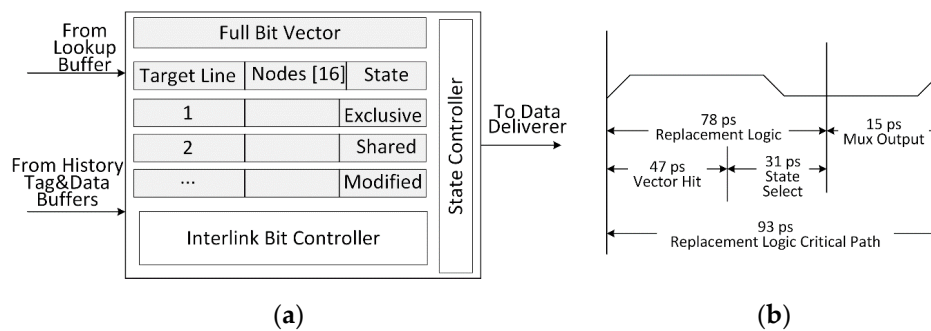 From
Lookup
Buffer
From History
Tag&Data
Buffers
Full Bit Vector
Target Line Nodes [16] State
1 Exclusive
2 Shared
... Modified
Interlink Bit Controller
State Controller
To Data
Deliverer
(a)
78 ps
Replacement Logic
15 ps
Mux Output
47 ps
Vector Hit
31 ps
State
Select
93 ps
Replacement Logic Critical Path
(b)